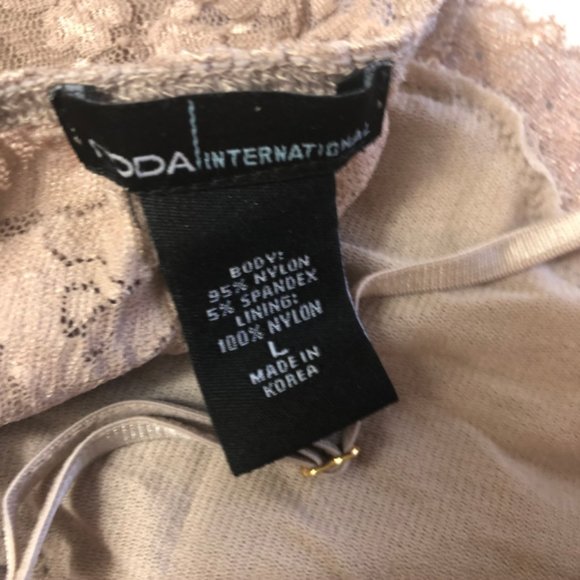 INTERNATIONAL
BODY:
95% NYLON
5% SPANDEX
LINING:
100% NYLON
L
MADE IN
KOREA